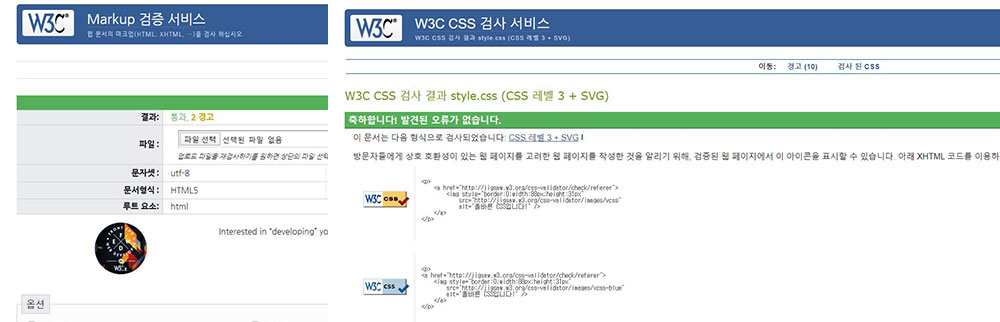 W3C® Markup 검증 서비스
웹 문서의 마크업(HTML, XHTML, …)을 검사 하십시오
결과: 통과, 2 경고
파일 : 파일 선택 선택된 파일 없음
업로드 파일을 재검사하기를 원하면 상단의 파일 선택
문자셋 : utf-8
문서형식 : HTML5
루트 요소: html
W3Cx
Interested in "developing" yo
옵션
W3C® W3C CSS 검사 서비스
W3C CSS 검사 결과 style.css (CSS 레벨 3 + SVG)
이동: 경고 (10) 검사 된 CSS
W3C CSS 검사 결과 style.css (CSS 레벨 3 + SVG)
축하합니다! 발견된 오류가 없습니다.
이 문서는 다음 형식으로 검사되었습니다: CSS 레벨 3 + SVG !
방문자들에게 상호 호환성이 있는 웹 페이지를 고려한 웹 페이지를 작성한 것을 알리기 위해, 검증된 웹 페이지에서 이 아이콘을 표시할 수 있습니다. 아래 XHTML 코드를 이용하
W3C css
<p>
<a href="http://jigsaw.w3.org/css-validator/check/referer">
<img style="border:0;width:88px;height:31px"
src="http://jigsaw.w3.org/css-validator/images/vcss"
alt="올바른 CSS입니다!" />
</a>
</p>
W3C css
<p>
<a href="http://jigsaw.w3.org/css-validator/check/referer">
<img style="border:0;width:88px;height:31px"
src="http://jigsaw.w3.org/css-validator/images/vcss-blue"
alt="올바른 CSS입니다!" />
</a>
</p>